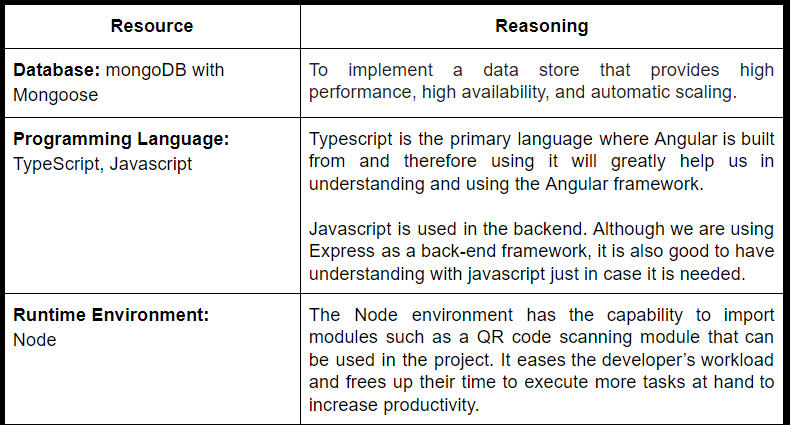 Resource
Reasoning
Database: mongoDB with
Mongoose
To implement a data store that provides high
performance, high availability, and automatic scaling.
Programming Language:
TypeScript, Javascript
Typescript is the primary language where Angular is built
from and therefore using it will greatly help us in
understanding and using the Angular framework.
Javascript is used in the backend. Although we are using
Express as a back-end framework, it is also good to have
understanding with javascript just in case it is needed.
Runtime Environment:
Node
The Node environment has the capability to import
modules such as a QR code scanning module that can
be used in the project. It eases the developer’s workload
and frees up their time to execute more tasks at hand to
increase productivity.